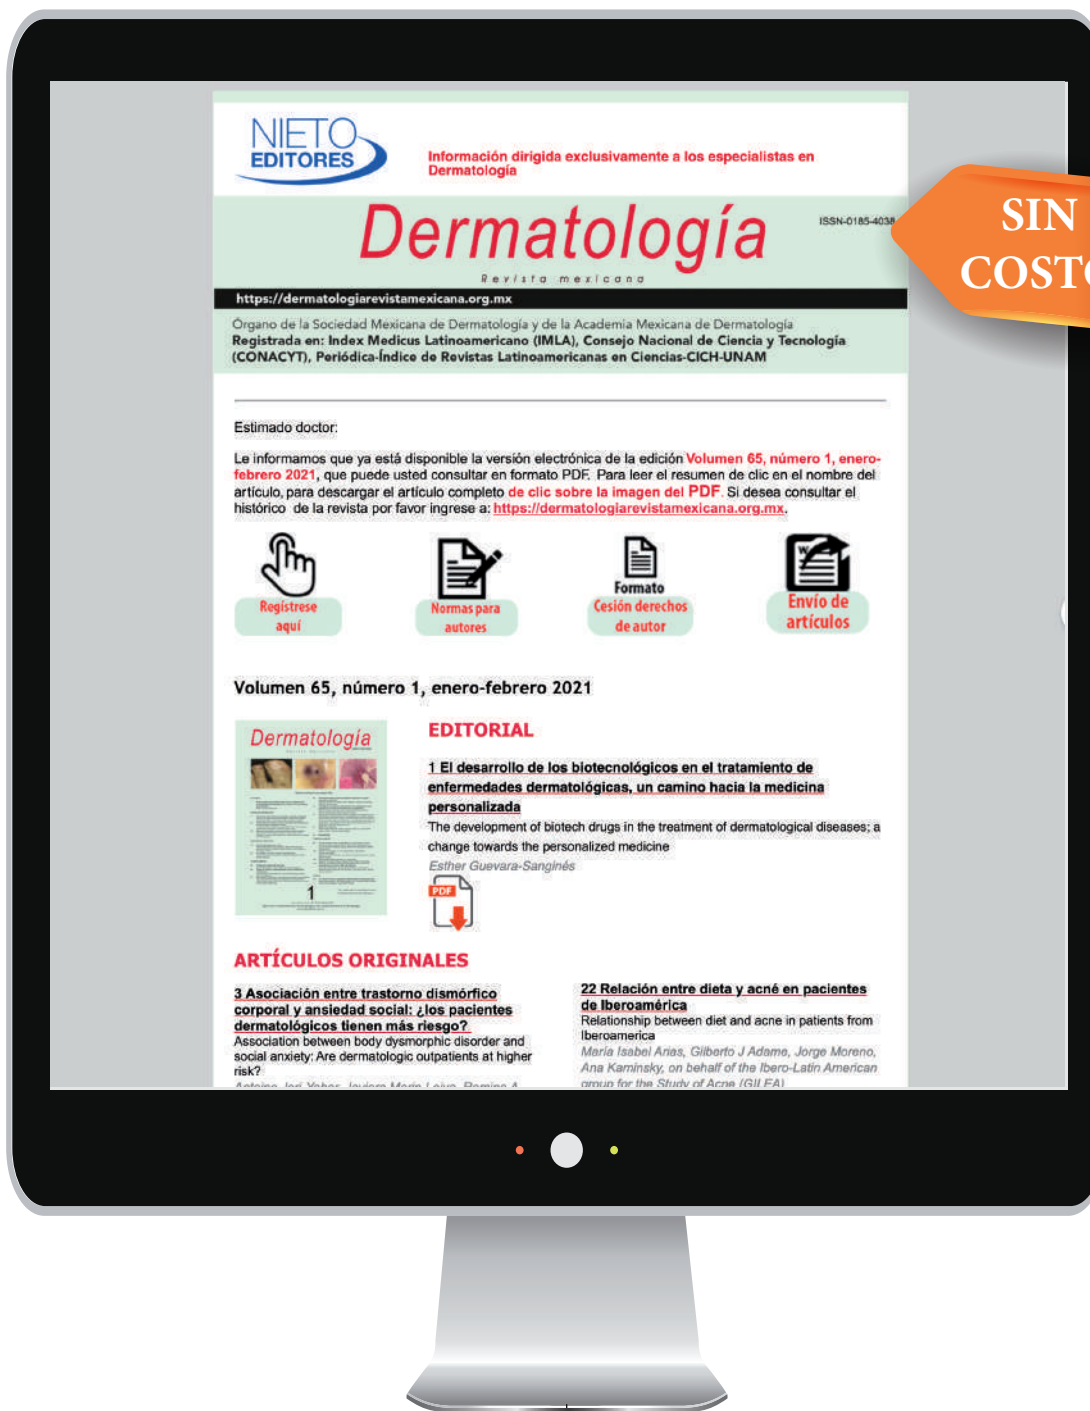 NIETO
EDITORES
Información dirigida exclusivamente a los especialistas en
Dermatología
Dermatología
ISSN-0185-4038
Revista mexicana
SIN
COSTO
https://dermatologiarevistamexicana.org.mx
Órgano de la Sociedad Mexicana de Dermatología y de la Academia Mexicana de Dermatología
Registrada en: Index Medicus Latinoamericano (IMLA), Consejo Nacional de Ciencia y Tecnología
(CONACYT), Periódica-Índice de Revistas Latinoamericanas en Ciencias-CICH-UNAM
Estimado doctor:
Le informamos que ya está disponible la versión electrónica de la edición Volumen 65, número 1, enero-
febrero 2021, que puede usted consultar en formato PDF. Para leer el resumen de clic en el nombre del
artículo, para descargar el artículo completo de clic sobre la imagen del PDF. Si desea consultar el
histórico de la revista por favor ingrese a: https://dermatologiarevistamexicana.org.mx.
Regístrese
aquí
Normas para
autores
Formato
Cesión derechos
de autor
W
Envío de
artículos
Volumen 65, número 1, enero-febrero 2021
Dermatología
1
EDITORIAL
1 El desarrollo de los biotecnológicos en el tratamiento de
enfermedades dermatológicas, un camino hacia la medicina
personalizada
The development of biotech drugs in the treatment of dermatological diseases; a
change towards the personalized medicine
Esther Guevara-Sanginés
PDF
ARTÍCULOS ORIGINALES
3 Asociación entre trastorno dismórfico
corporal y ansiedad social: ¿los pacientes
dermatológicos tienen más riesgo?
Association between body dysmorphic disorder and
social anxiety: Are dermatologic outpatients at higher
risk?
22 Relación entre dieta y acné en pacientes
de Iberoamérica
Relationship between diet and acne in patients from
Iberoamerica
María Isabel Arias, Gilberto J Adame, Jorge Moreno,
Ana Kaminsky, on behalf of the Ibero-Latin American
group for the Study of Acne (GILEA)